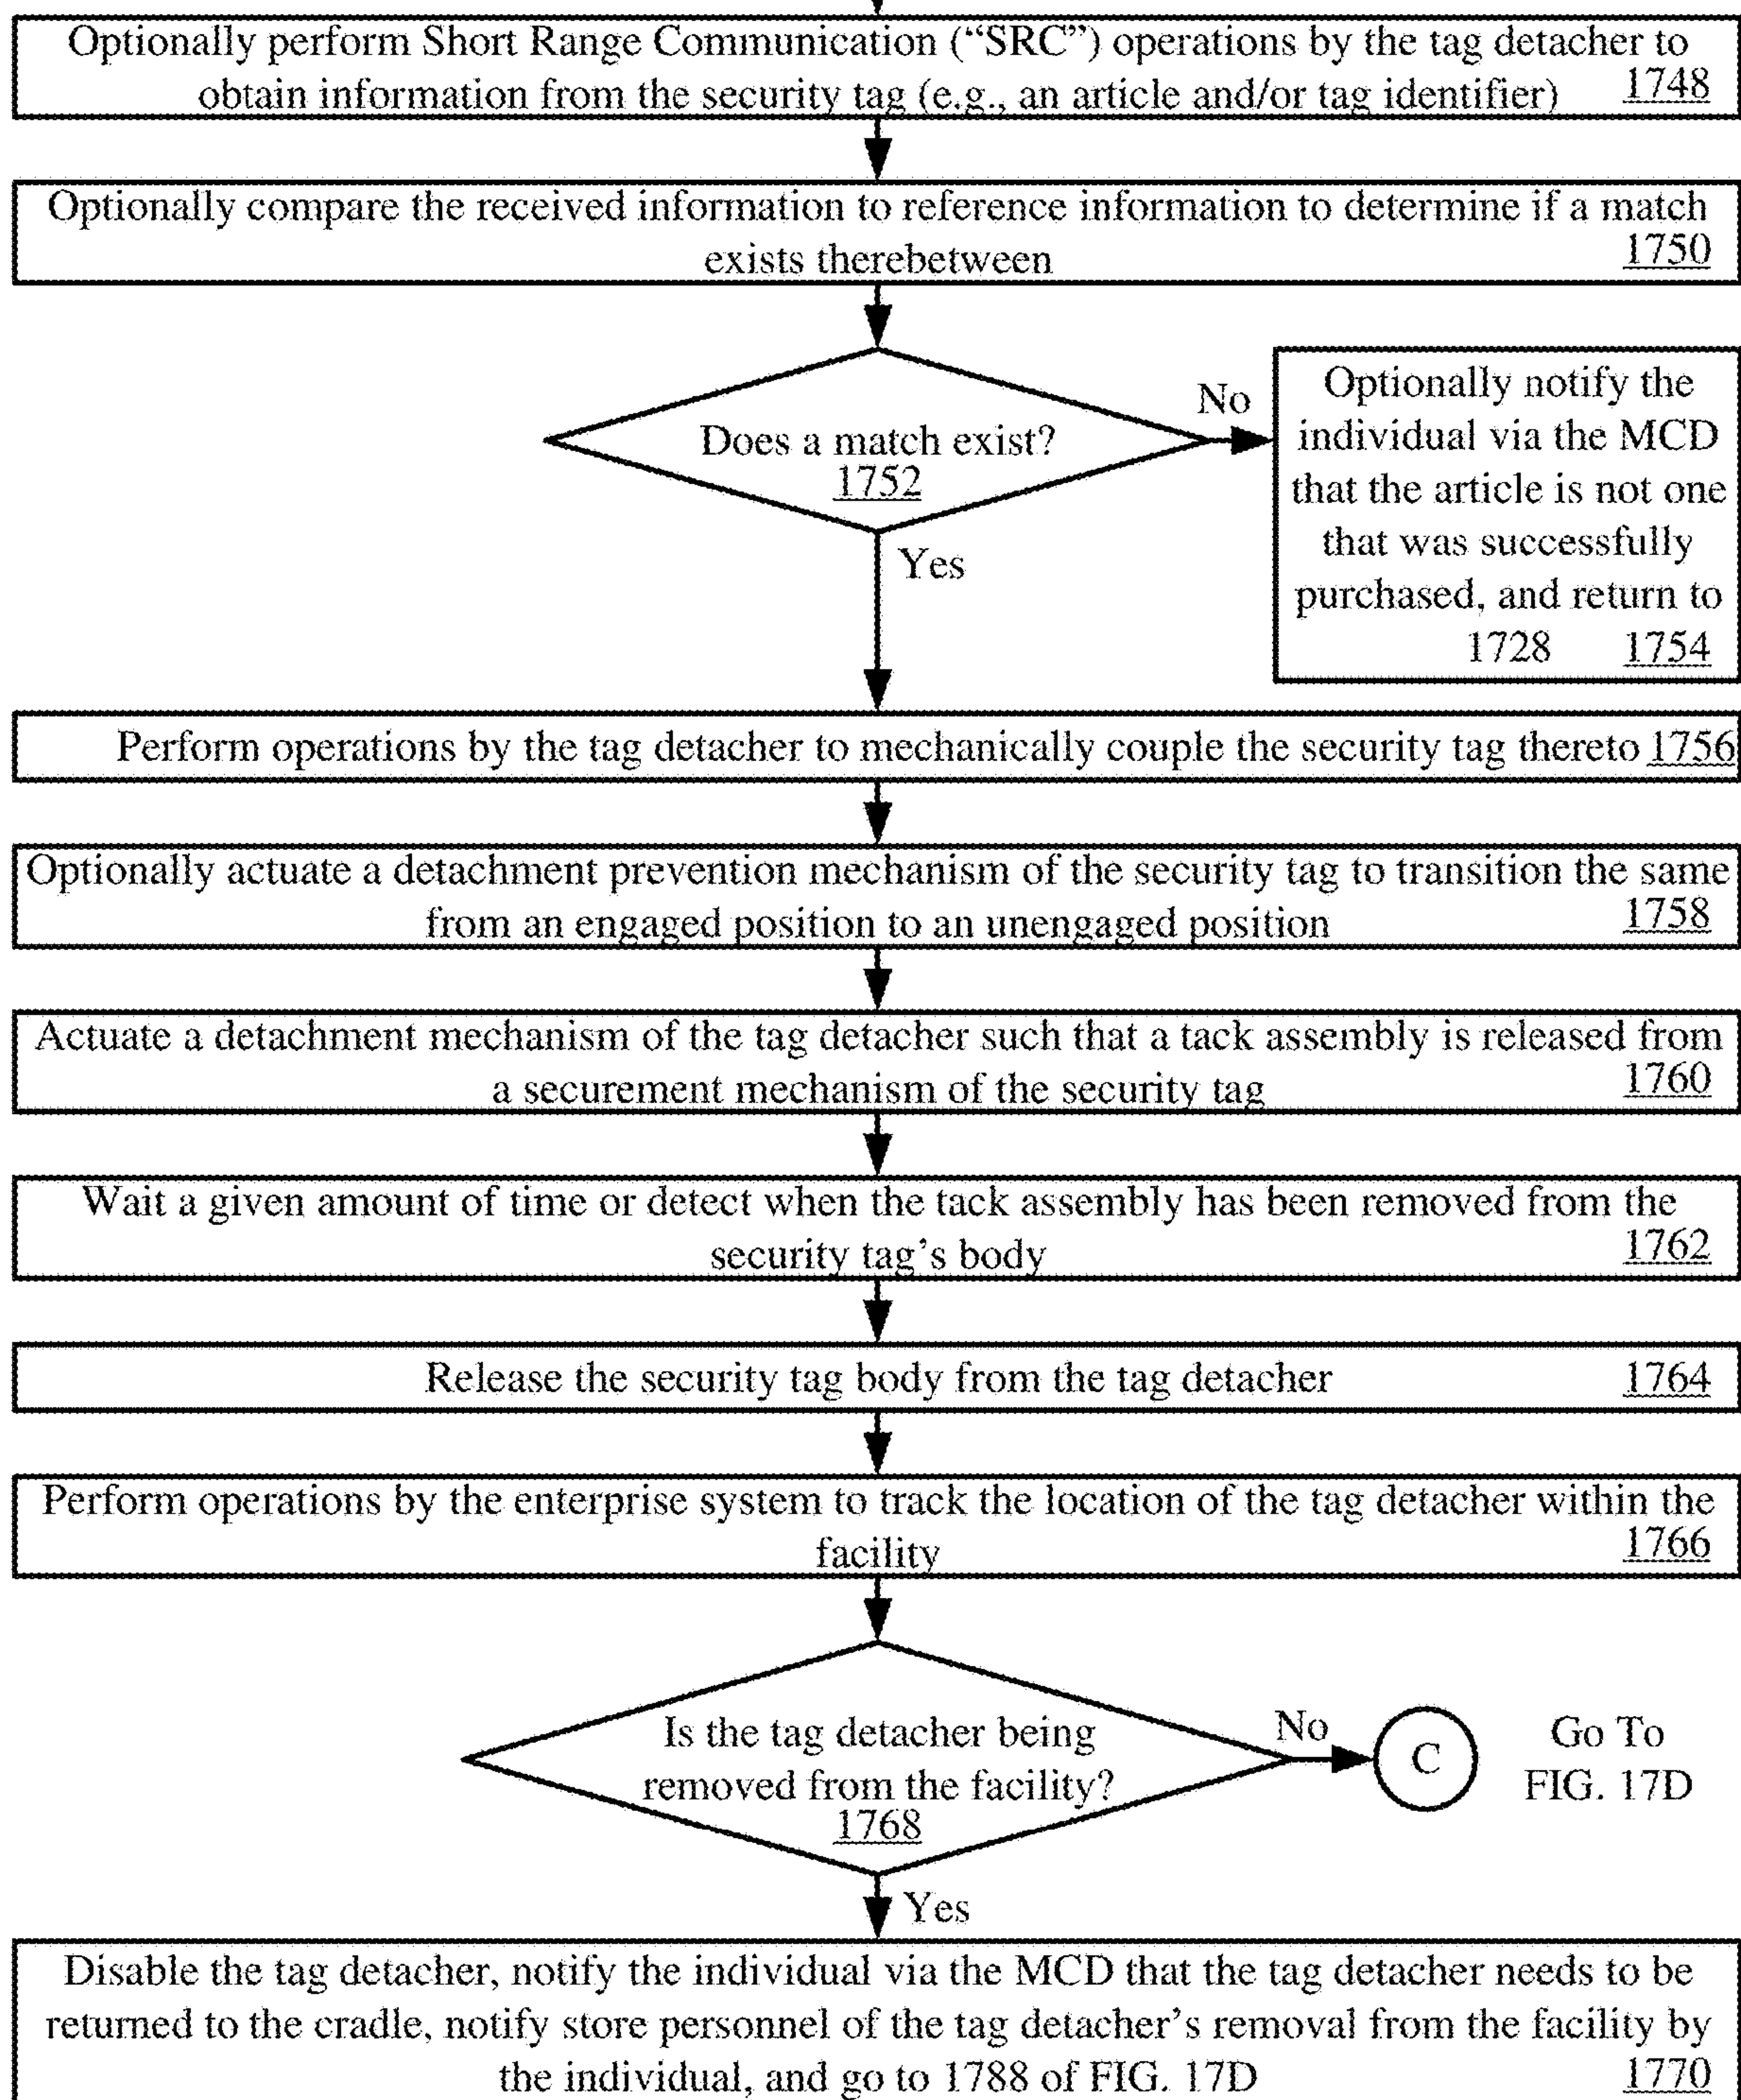 Optionally perform Short Range Communication (“SRC”) operations by the tag detacher to
obtain information from the security tag (e.g., an article and/or tag identifier) 1748
Optionally compare the received information to reference information to determine if a match
exists therebetween 1750
Does a match exist?
1752
No
Optionally notify the
individual via the MCD
that the article is not one
that was successfully
purchased, and return to
1728 1754
Yes
Perform operations by the tag detacher to mechanically couple the security tag thereto 1756
Optionally actuate a detachment prevention mechanism of the security tag to transition the same
from an engaged position to an unengaged position 1758
Actuate a detachment mechanism of the tag detacher such that a tack assembly is released from
a securement mechanism of the security tag 1760
Wait a given amount of time or detect when the tack assembly has been removed from the
security tag’s body 1762
Release the security tag body from the tag detacher 1764
Perform operations by the enterprise system to track the location of the tag detacher within the
facility 1766
Is the tag detacher being
removed from the facility?
1768
No
C
Go To
FIG. 17D
Yes
Disable the tag detacher, notify the individual via the MCD that the tag detacher needs to be
returned to the cradle, notify store personnel of the tag detacher’s removal from the facility by
the individual, and go to 1788 of FIG. 17D 1770